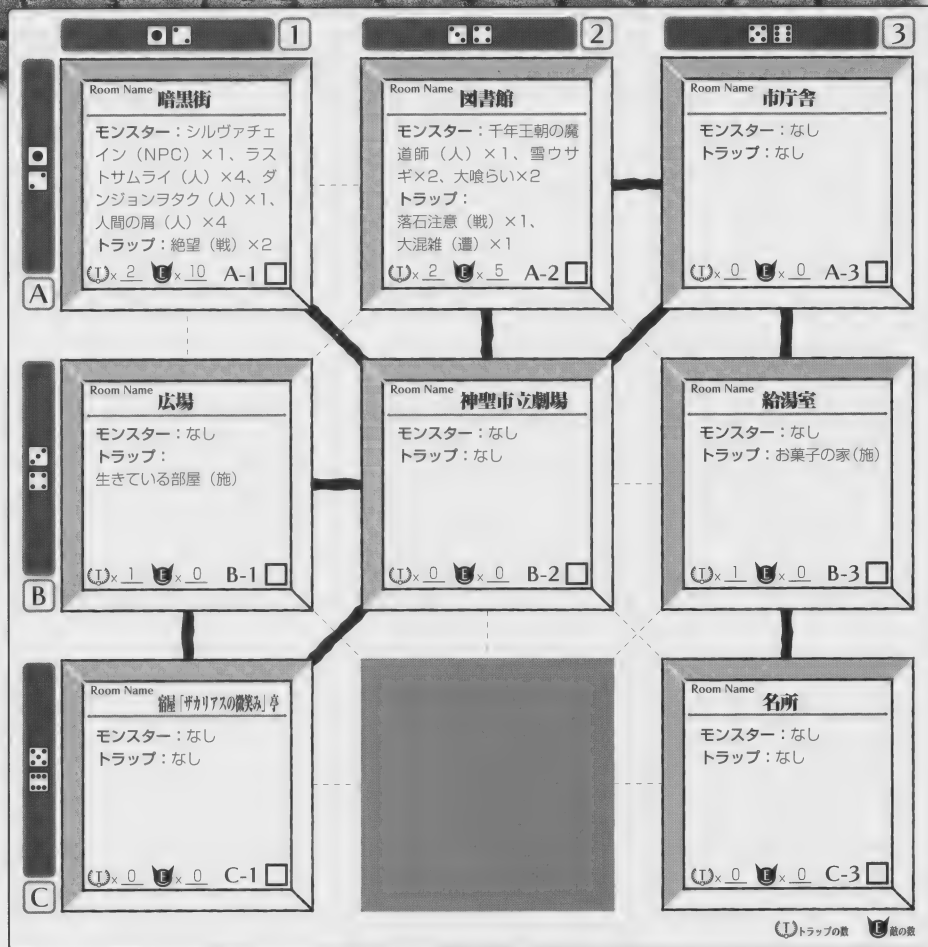 1
2
3
A
Room Name 暗黒街
モンスター：シルヴァチェ
イン（NPC）×1、ラス
トサムライ（人）×4、ダ
ンジョンヲタク（人）×1、
人間の屑（人）×4
トラップ：絶望（戦）×2
T× 2 E× 10 A-1
Room Name 図書館
モンスター：千年王朝の魔
道師（人）×1、雪ウサ
ギ×2、大喰らい×2
トラップ：
落石注意（戦）×1、
大混雑（遭）×1
T× 2 E× 5 A-2
Room Name 市庁舎
モンスター：なし
トラップ：なし
T× 0 E× 0 A-3
B
Room Name 広場
モンスター：なし
トラップ：
生きている部屋（施）
T× 1 E× 0 B-1
Room Name 神聖市立劇場
モンスター：なし
トラップ：なし
T× 0 E× 0 B-2
Room Name 給湯室
モンスター：なし
トラップ：お菓子の家（施）
T× 1 E× 0 B-3
C
Room Name 宿屋「ザカリアスの微笑み」亭
モンスター：なし
トラップ：なし
T× 0 E× 0 C-1
Room Name 名所
モンスター：なし
トラップ：なし
T× 0 E× 0 C-3
T トラップの数 E 敵の数